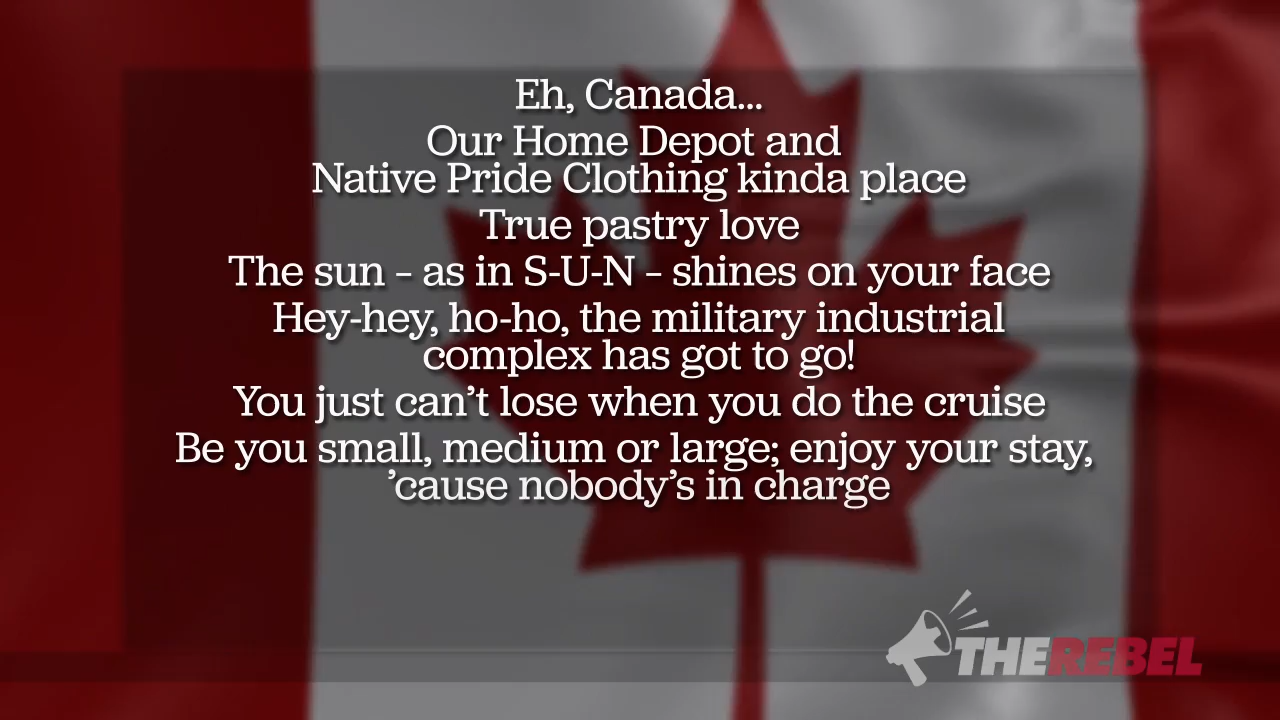 Eh, Canada...
Our Home Depot and
Native Pride Clothing kinda place
True pastry love
The sun – as in S-U-N – shines on your face
Hey-hey, ho-ho, the military industrial
complex has got to go!
You just can’t lose when you do the cruise
Be you small, medium or large; enjoy your stay,
’cause nobody’s in charge
THEREBEL